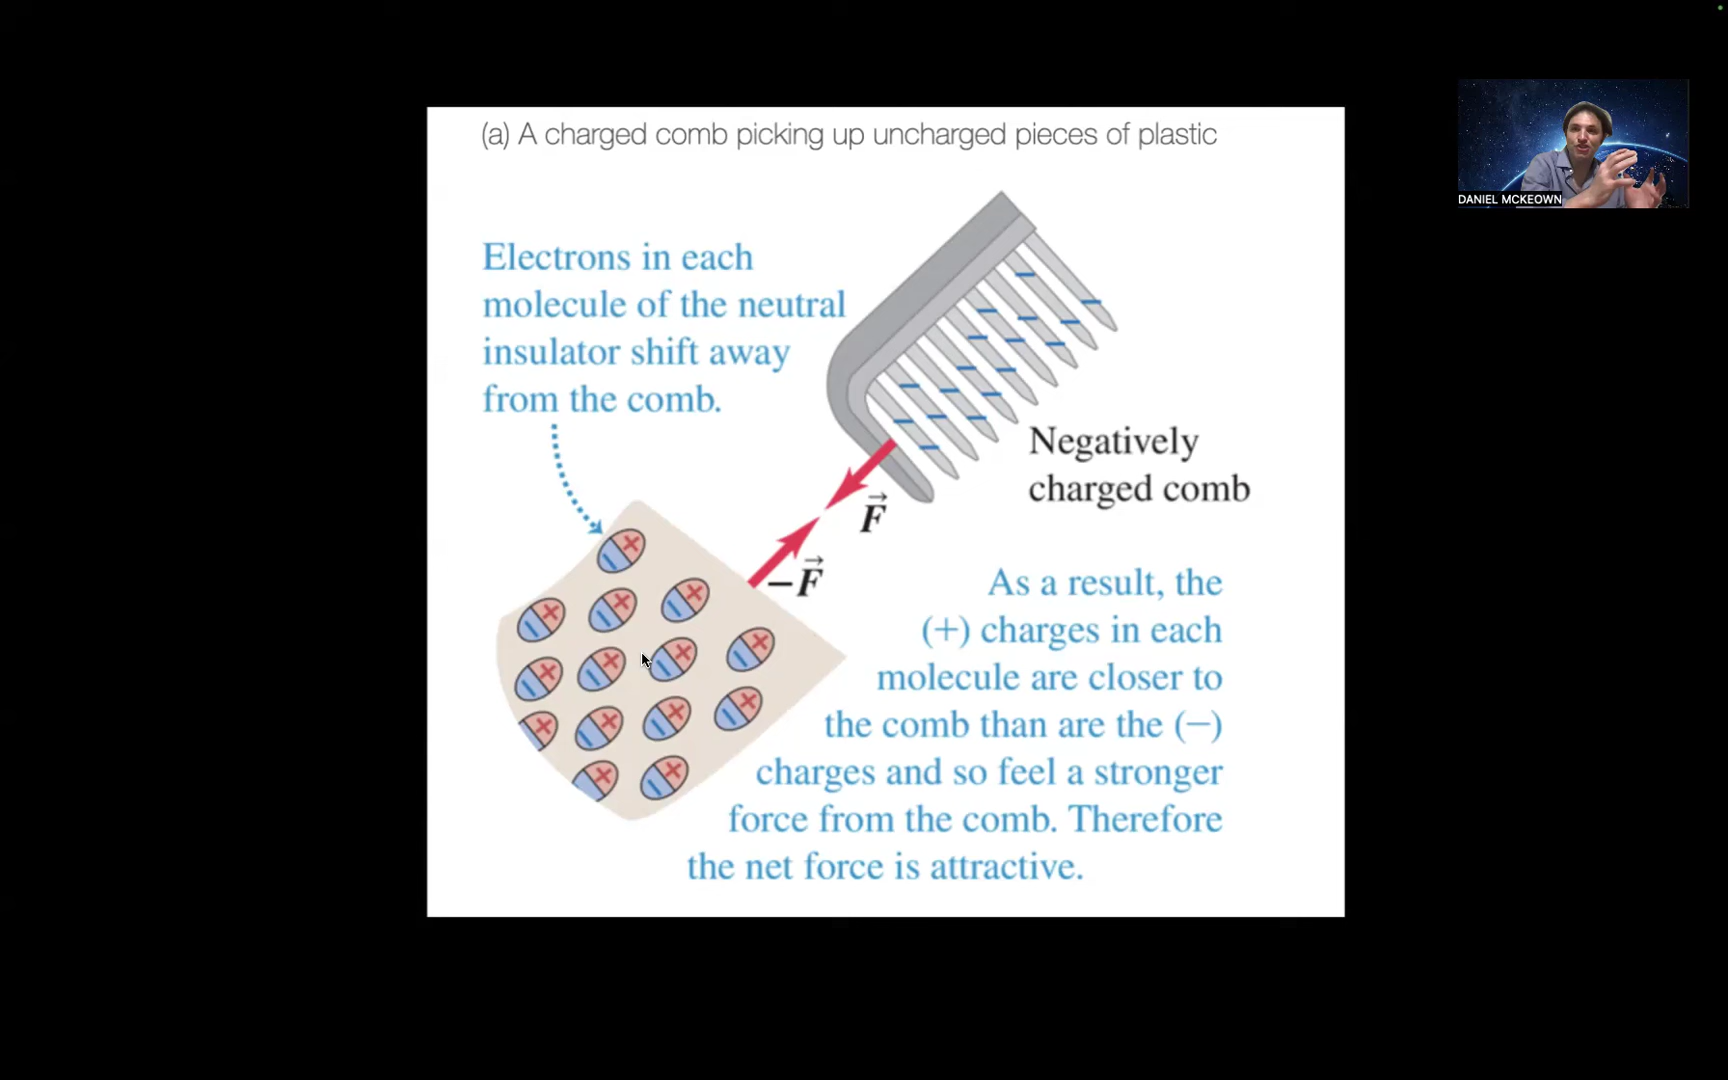 (a) A charged comb picking up uncharged pieces of plastic
Electrons in each
molecule of the neutral
insulator shift away
from the comb.
Negatively
charged comb
F⃗
−F⃗
As a result, the
(+) charges in each
molecule are closer to
the comb than are the (−)
charges and so feel a stronger
force from the comb. Therefore
the net force is attractive.
DANIEL MCKEOWN